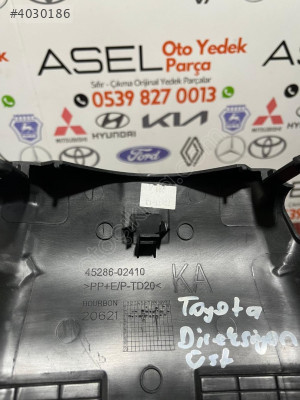 #4030186
ASEL Oto Yedek Parça
Sıfır - Çıkma Orijinal Yedek Parçalar
0539 827 0013
HYUNDAI
KIA
MITSUBISHI
Ford
45286-02410
KA
>PP+E/P-TD20<
20621
Toyota
Direksiyon
Üst